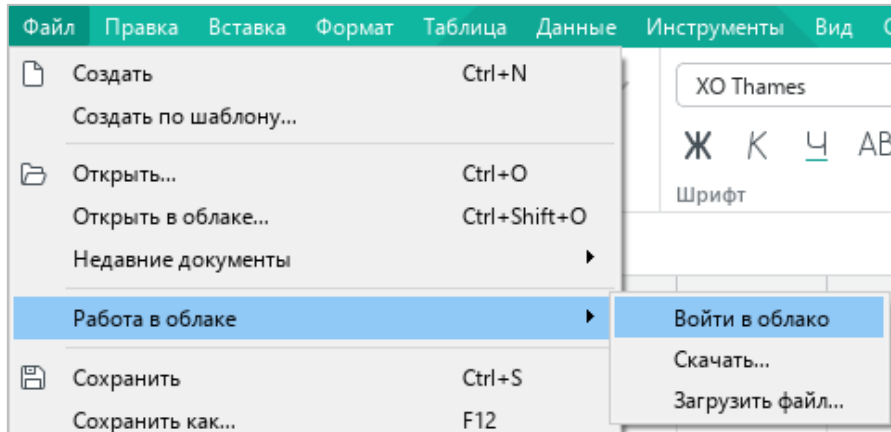 Файл Правка Вставка Формат Таблица Данные Инструменты Вид
Создать Ctrl+N
Создать по шаблону...
XO Thames
Ж К Ч АВ
Открыть... Ctrl+O
Шрифт
Открыть в облаке... Ctrl+Shift+O
Недавние документы
Работа в облаке
Войти в облако
Скачать...
Сохранить Ctrl+S
Загрузить файл...
Сохранить как... F12